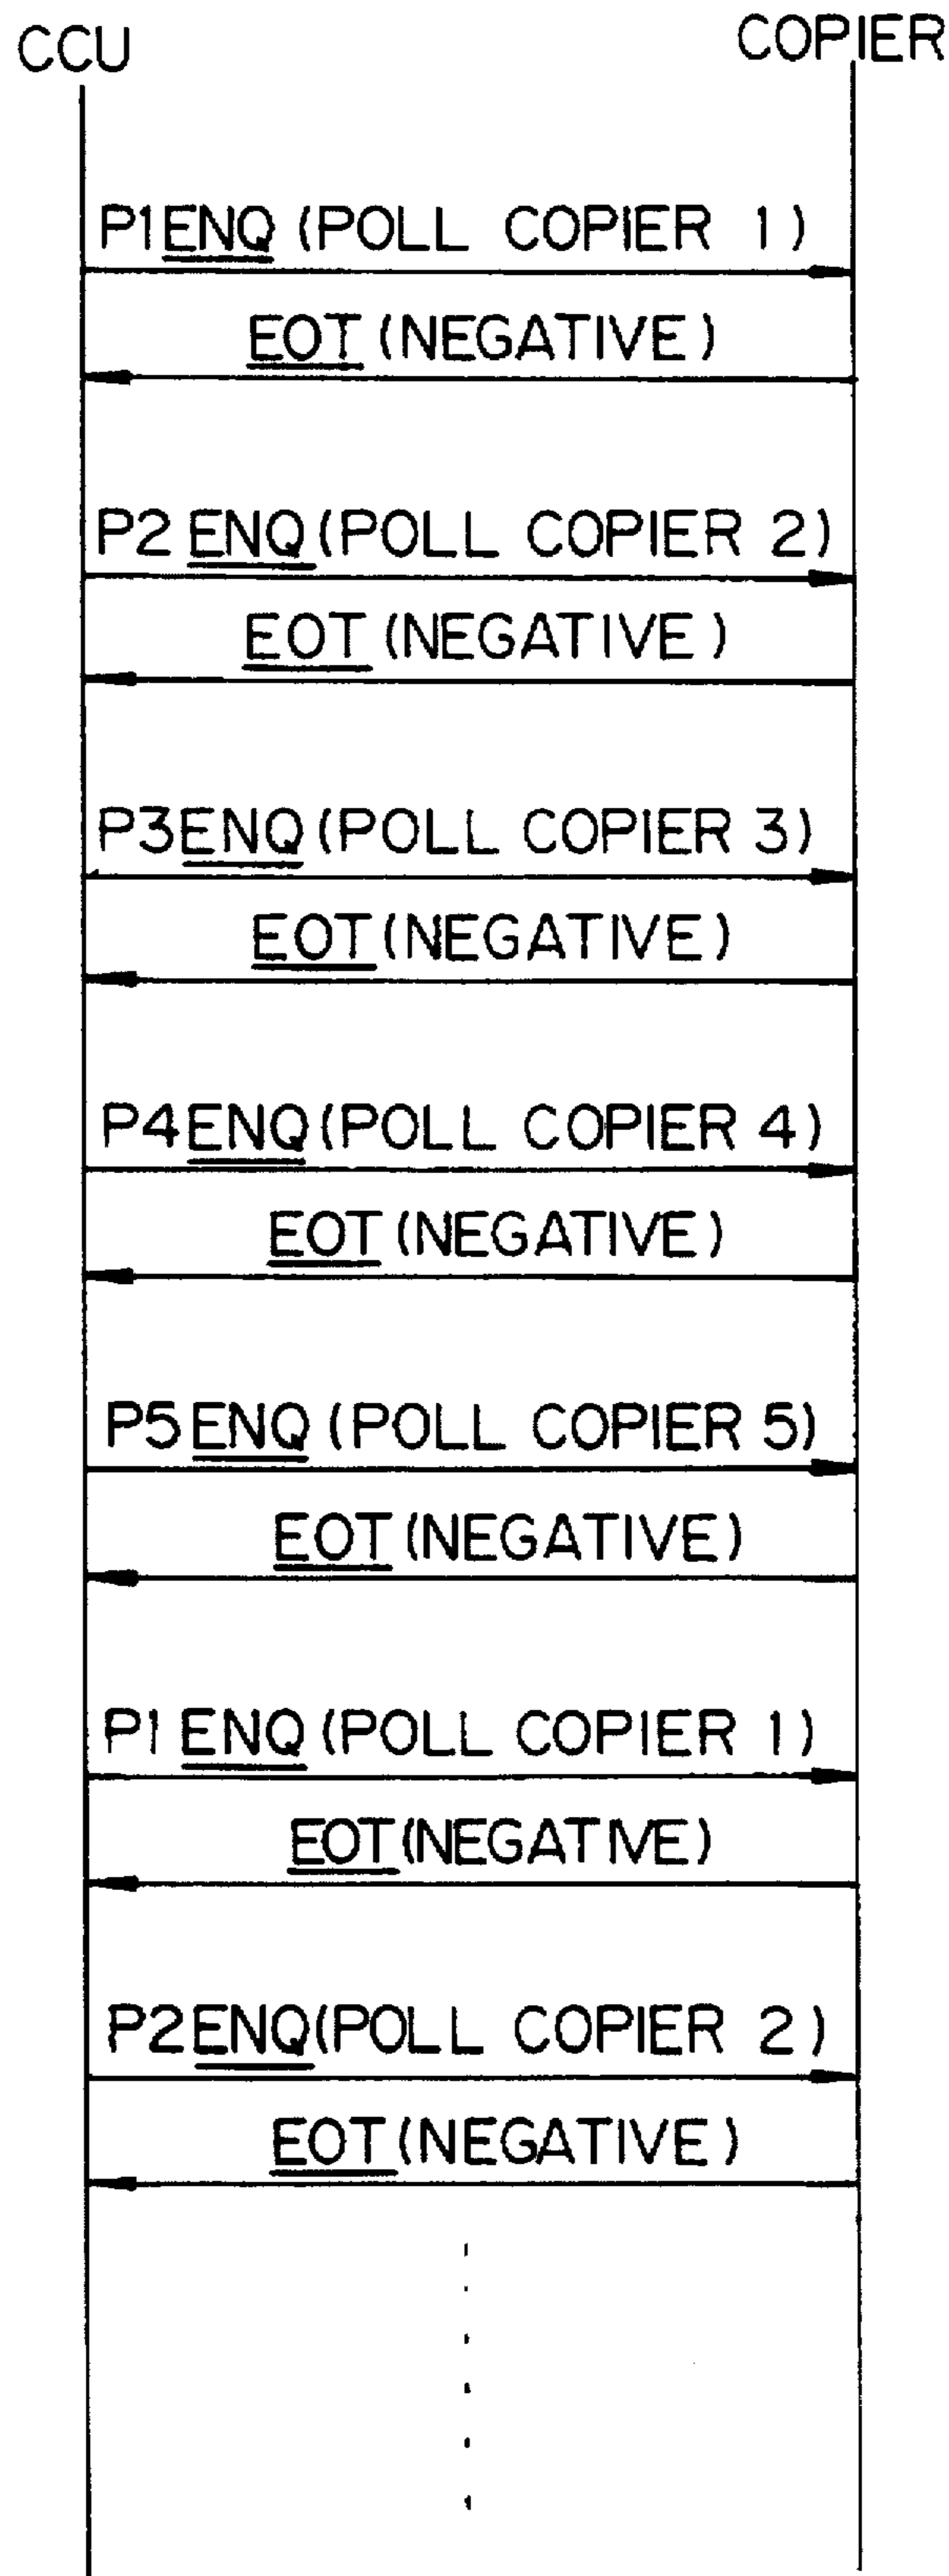 CCU COPIER
P1 ENQ (POLL COPIER 1)
EOT (NEGATIVE)
P2 ENQ (POLL COPIER 2)
EOT (NEGATIVE)
P3 ENQ (POLL COPIER 3)
EOT (NEGATIVE)
P4 ENQ (POLL COPIER 4)
EOT (NEGATIVE)
P5 ENQ (POLL COPIER 5)
EOT (NEGATIVE)
P1 ENQ (POLL COPIER 1)
EOT (NEGATIVE)
P2 ENQ (POLL COPIER 2)
EOT (NEGATIVE)